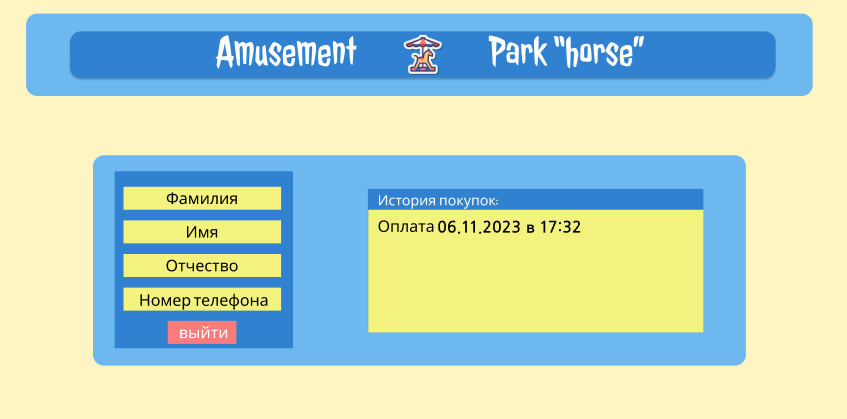 Amusement Park "horse"
Фамилия
Имя
Отчество
Номер телефона
выйти
История покупок:
Оплата 06.11.2023 в 17:32